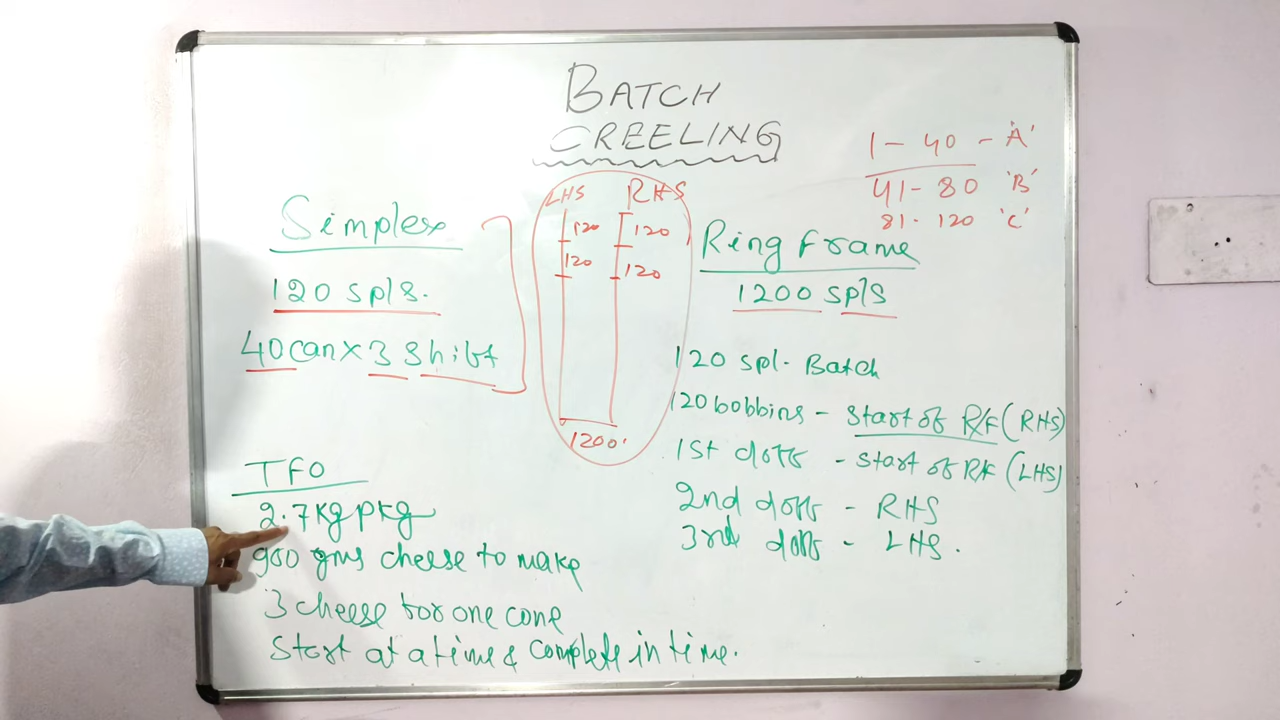 BATCH
CREELING
1 - 40 - 'A'
41 - 80 'B'
81 - 120 'C'
Simplex
120 spls.
40 can x 3 Shift
LHS RHS
120 120
120 120
1200'
Ring Frame
1200 spls
120 spl. Batch
120 bobbins - Start of R/F (RHS)
1st doff - Start of R/F (LHS)
2nd doff - RHS
3rd doff - LHS.
TFO
2.7 kg pkg
900 gms cheese to make
3 cheese for one cone
Start at a time & complete in time.